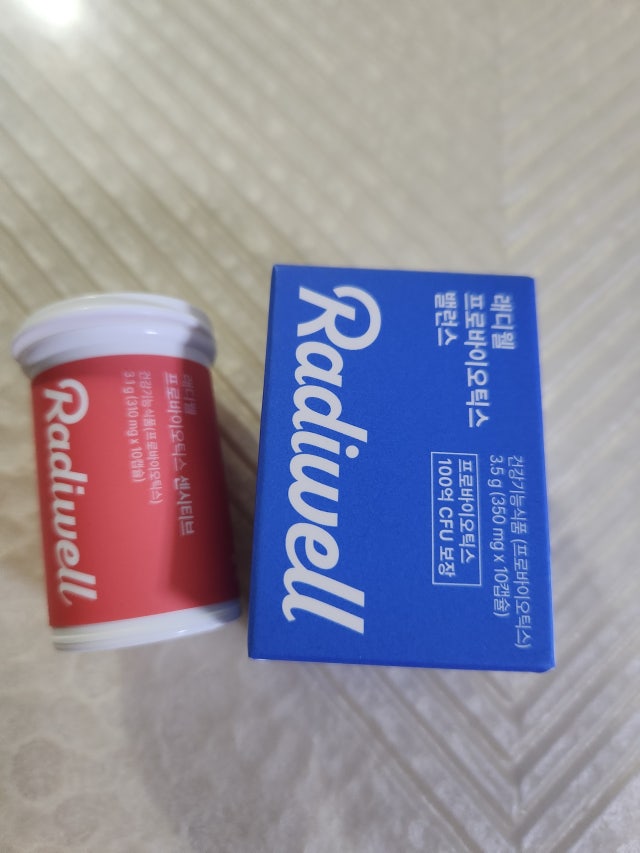 Radiwell
래디웰
프로바이오틱스 센시티브
건강기능식품(프로바이오틱스)
3.1 g (310 mg x 10캡슐)
Radiwell
래디웰
프로바이오틱스
밸런스
프로바이오틱스
100억 CFU 보장
건강기능식품 (프로바이오틱스)
3.5 g (350 mg x 10캡슐)